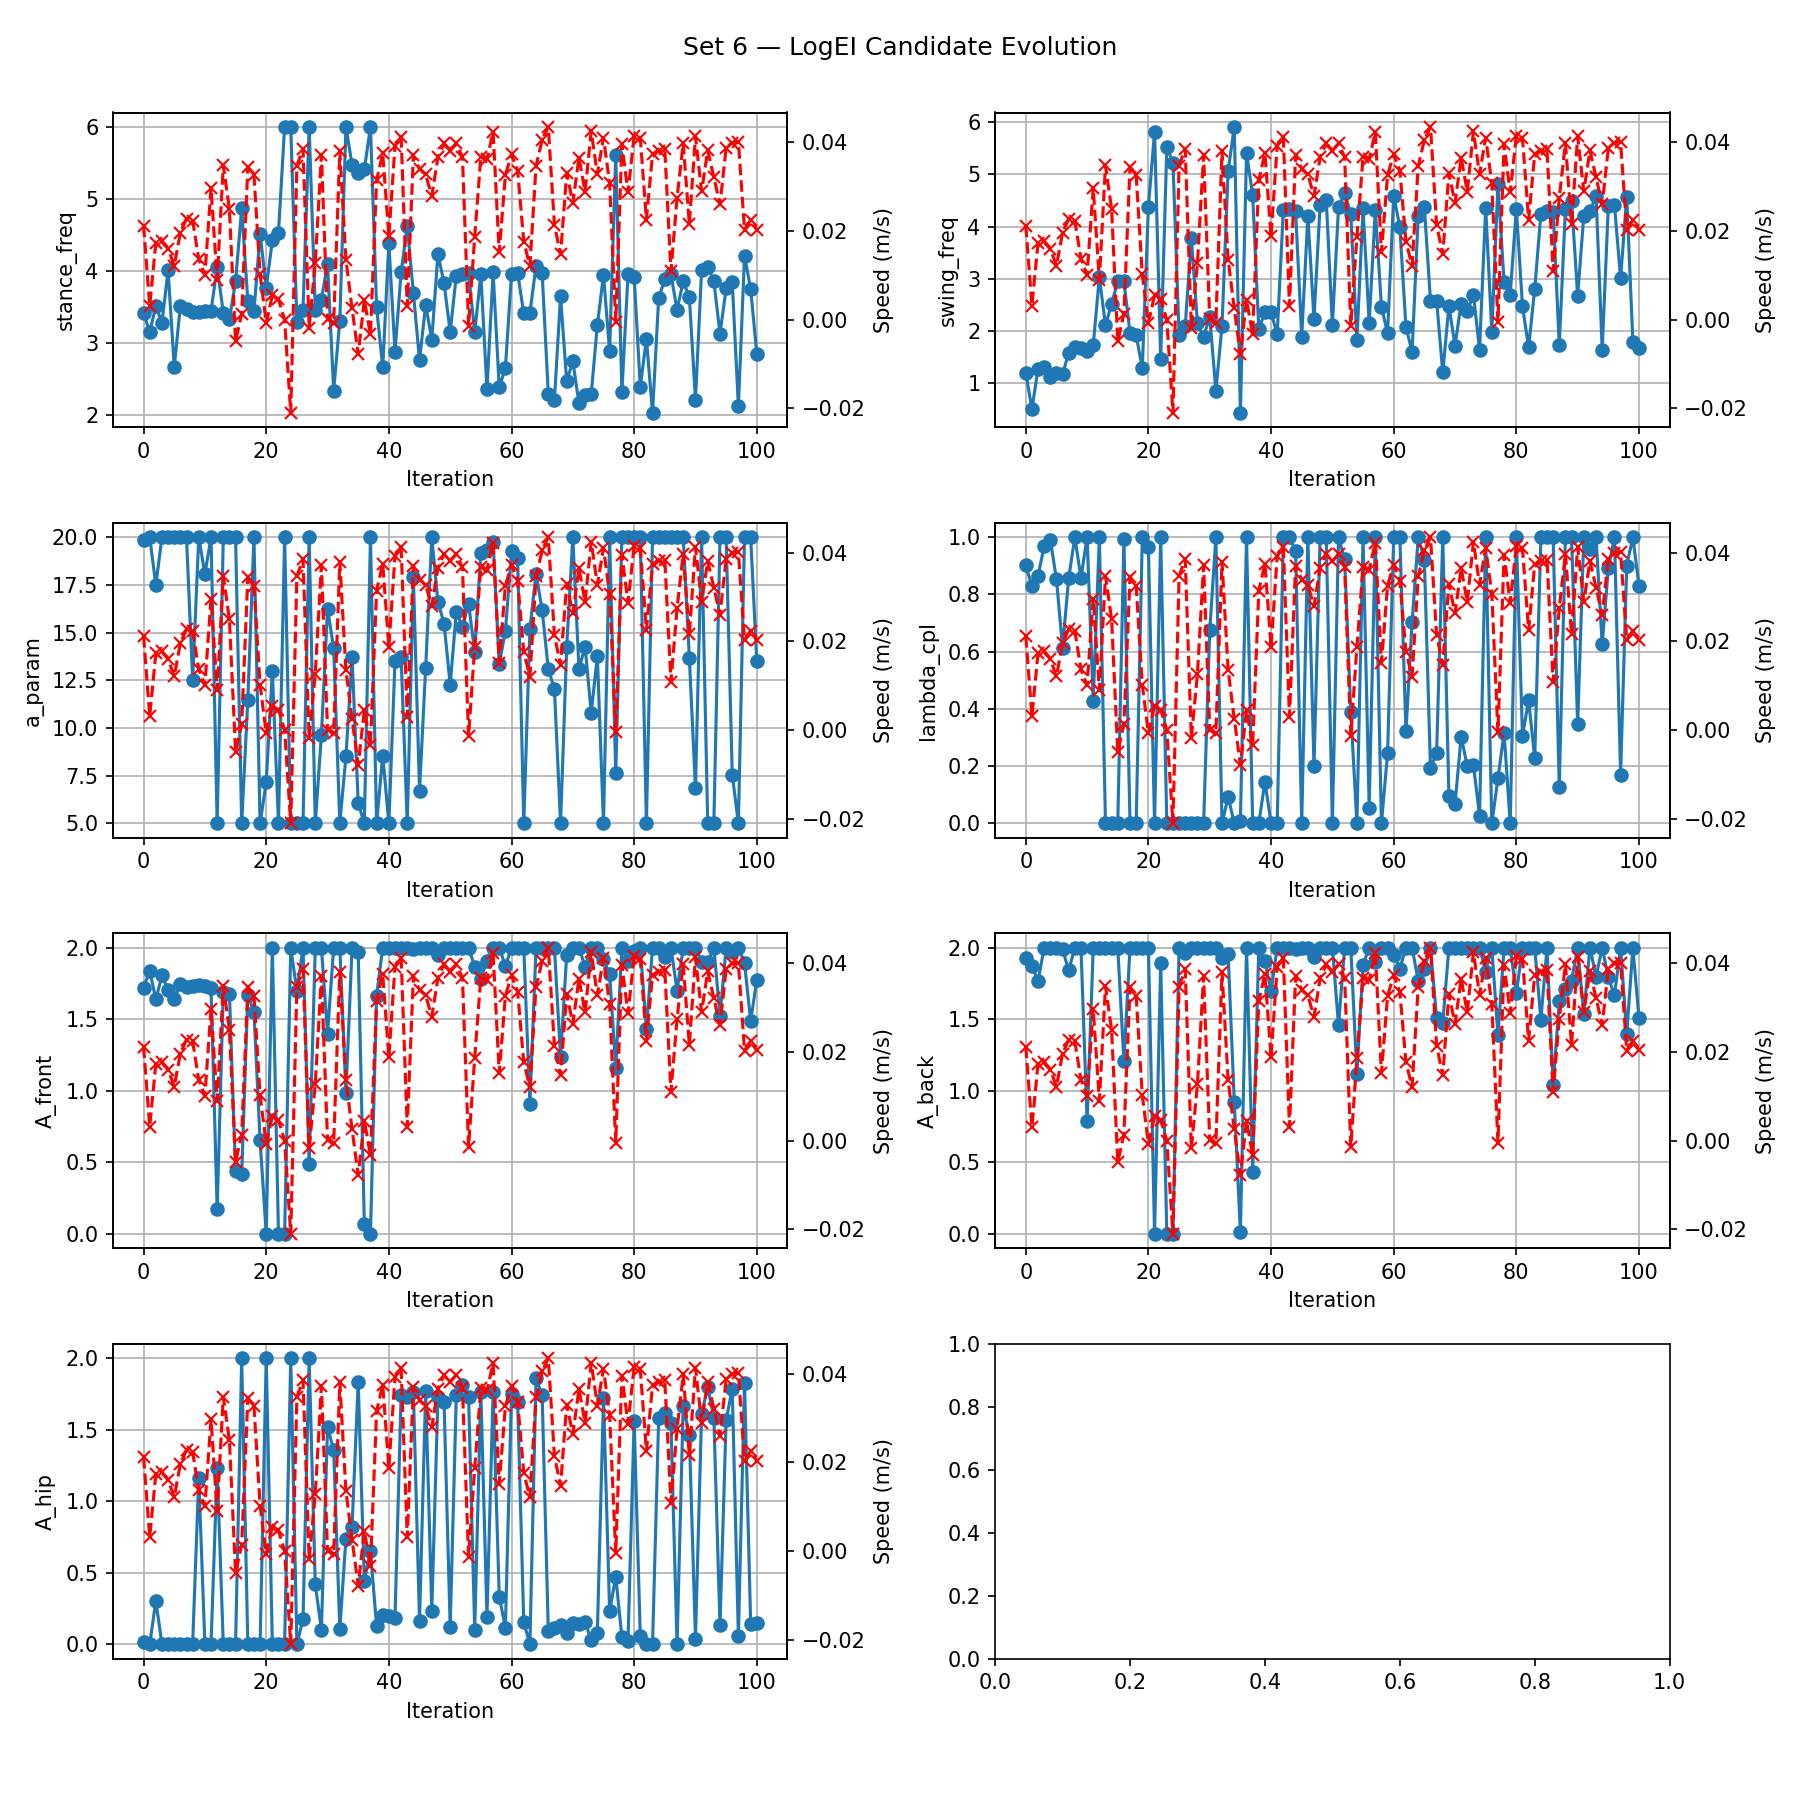 Set 6 — LogEI Candidate Evolution
6
5
4
3
2
stance_freq
0.04
0.02
0.00
−0.02
Speed (m/s)
0 20 40 60 80 100
Iteration
6
5
4
3
2
1
swing_freq
0.04
0.02
0.00
−0.02
Speed (m/s)
0 20 40 60 80 100
Iteration
20.0
17.5
15.0
12.5
10.0
7.5
5.0
a_param
0.04
0.02
0.00
−0.02
Speed (m/s)
0 20 40 60 80 100
Iteration
1.0
0.8
0.6
0.4
0.2
0.0
lambda_cpl
0.04
0.02
0.00
−0.02
Speed (m/s)
0 20 40 60 80 100
Iteration
2.0
1.5
1.0
0.5
0.0
A_front
0.04
0.02
0.00
−0.02
Speed (m/s)
0 20 40 60 80 100
Iteration
2.0
1.5
1.0
0.5
0.0
A_back
0.04
0.02
0.00
−0.02
Speed (m/s)
0 20 40 60 80 100
Iteration
2.0
1.5
1.0
0.5
0.0
A_hip
0.04
0.02
0.00
−0.02
Speed (m/s)
0 20 40 60 80 100
Iteration
1.0
0.8
0.6
0.4
0.2
0.0
0.0 0.2 0.4 0.6 0.8 1.0